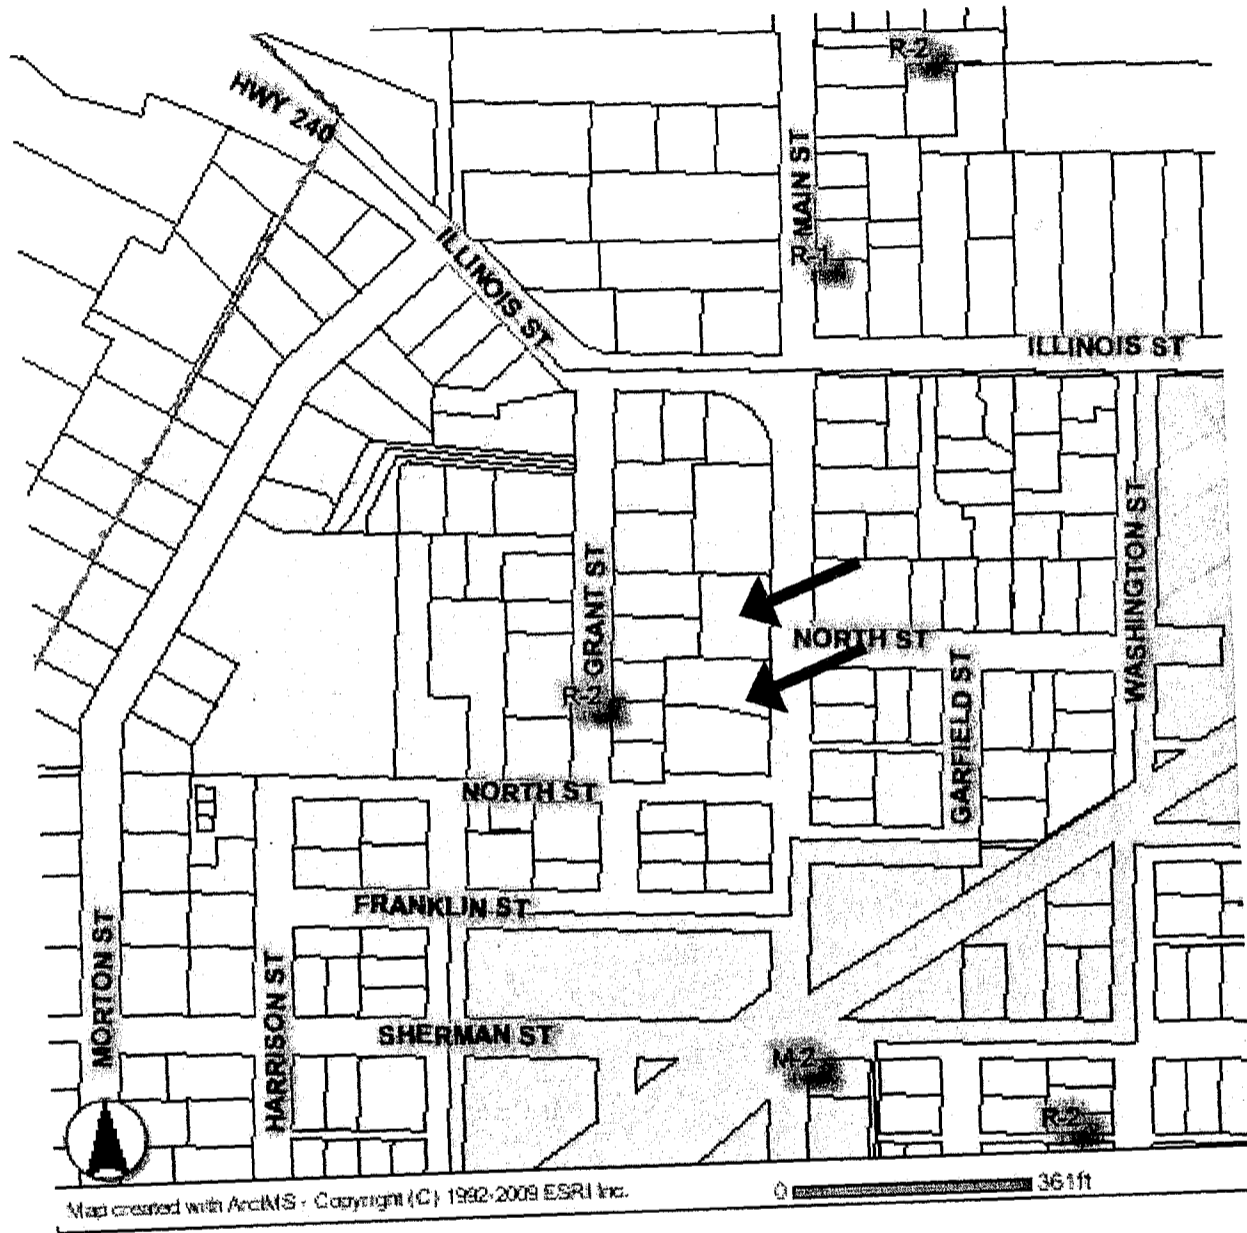 R-2
HWY 240
MAIN ST
ILLINOIS ST
R-1
ILLINOIS ST
WASHINGTON ST
GRANT ST
NORTH ST
GARFIELD ST
NORTH ST
FRANKLIN ST
MORTON ST
HARRISON ST
SHERMAN ST
M-2
R-2
Map created with ArcIMS - Copyright (C) 1992-2009 ESRI Inc.
0 361ft